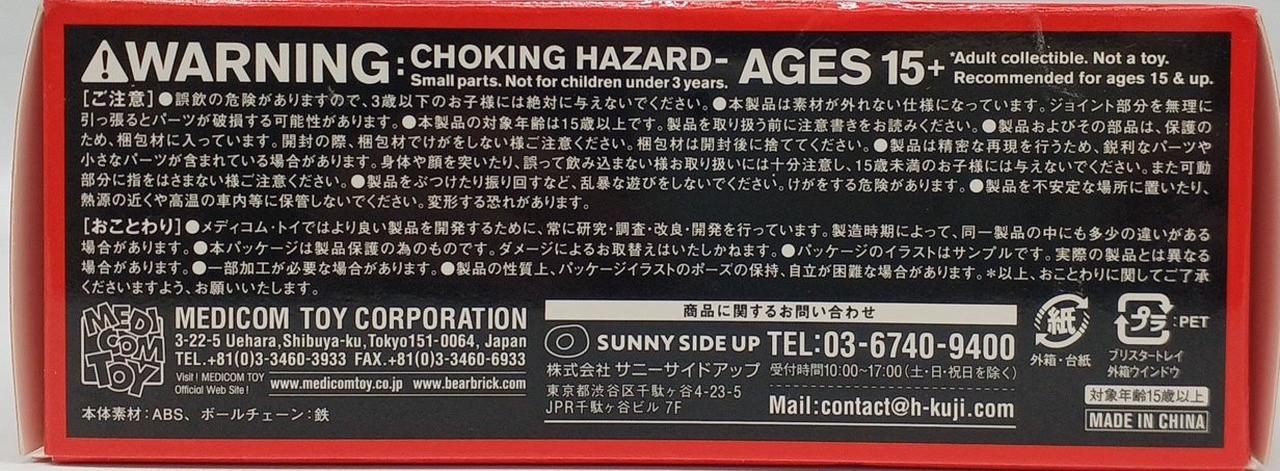 ⚠WARNING: CHOKING HAZARD- Small parts. Not for children under 3 years. AGES 15+ *Adult collectible. Not a toy. Recommended for ages 15 & up.
【ご注意】●誤飲の危険がありますので、3歳以下のお子様には絶対に与えないでください。●本製品は素材が外れない仕様になっています。ジョイント部分を無理に
引っ張るとパーツが破損する可能性があります。●本製品の対象年齢は15歳以上です。製品を取り扱う前に注意書きをお読みください。●製品およびその部品は、保護の
ため、梱包材に入っています。開封の際、梱包材でけがをしない様ご注意ください。梱包材は開封後に捨ててください。●製品は精密な再現を行うため、鋭利なパーツや
小さなパーツが含まれている場合があります。身体や顔を突いたり、誤って飲み込まない様お取り扱いには十分注意し、15歳未満のお子様には与えないでください。また可動
部分に指をはさまない様ご注意ください。●製品をぶつけたり振り回すなど、乱暴な遊びをしないでください。けがをする危険があります。●製品を不安定な場所に置いたり、
熱源の近くや高温の車内等に保管しないでください。変形する恐れがあります。
【おことわり】●メディコム・トイではより良い製品を開発するために、常に研究・調査・改良・開発を行っています。製造時期によって、同一製品の中にも多少の違いがある
場合があります。●本パッケージは製品保護の為のものです。ダメージによるお取替えはいたしかねます。●パッケージのイラストはサンプルです。実際の製品とは異なる
場合があります。●一部加工が必要な場合があります。●製品の性質上、パッケージイラストのポーズの保持、自立が困難な場合があります。*以上、おことわりに関してご了承
くださいますよう、お願いいたします。
MEDI
COM
TOY
MEDICOM TOY CORPORATION
3-22-5 Uehara,Shibuya-ku,Tokyo151-0064, Japan
TEL.+81(0)3-3460-3933 FAX.+81(0)3-3460-6933
Visit ! MEDICOM TOY
Official Web Site !
www.medicomtoy.co.jp www.bearbrick.com
本体素材:ABS、ボールチェーン:鉄
商品に関するお問い合わせ
SUNNY SIDE UP
株式会社 サニーサイドアップ
東京都渋谷区千駄ヶ谷4-23-5
JPR千駄ヶ谷ビル 7F
TEL:03-6740-9400
受付時間10:00~17:00(土・日・祝日を除く)
Mail:contact@h-kuji.com
紙
外箱・台紙
プラ :PET
ブリスタートレイ
外箱ウインドウ
対象年齢15歳以上
MADE IN CHINA